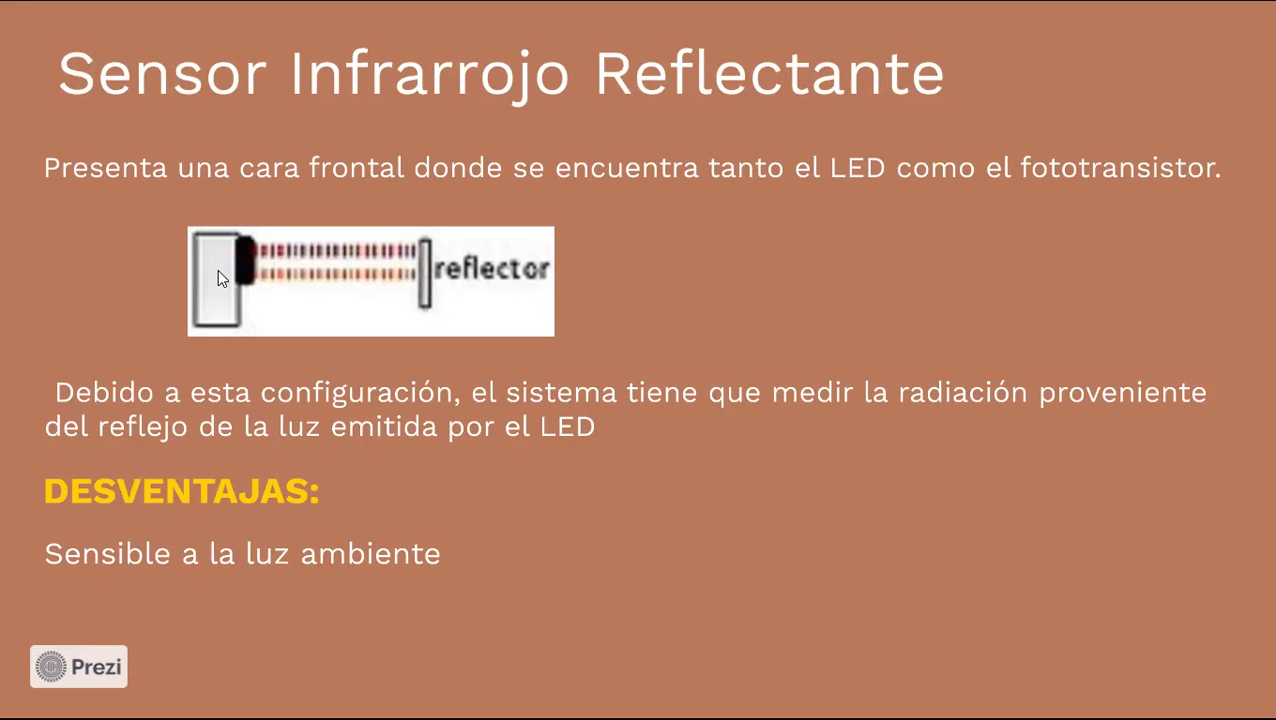 Sensor Infrarrojo Reflectante
Presenta una cara frontal donde se encuentra tanto el LED como el fototransistor.
reflector
Debido a esta configuración, el sistema tiene que medir la radiación proveniente
del reflejo de la luz emitida por el LED
DESVENTAJAS:
Sensible a la luz ambiente
Prezi